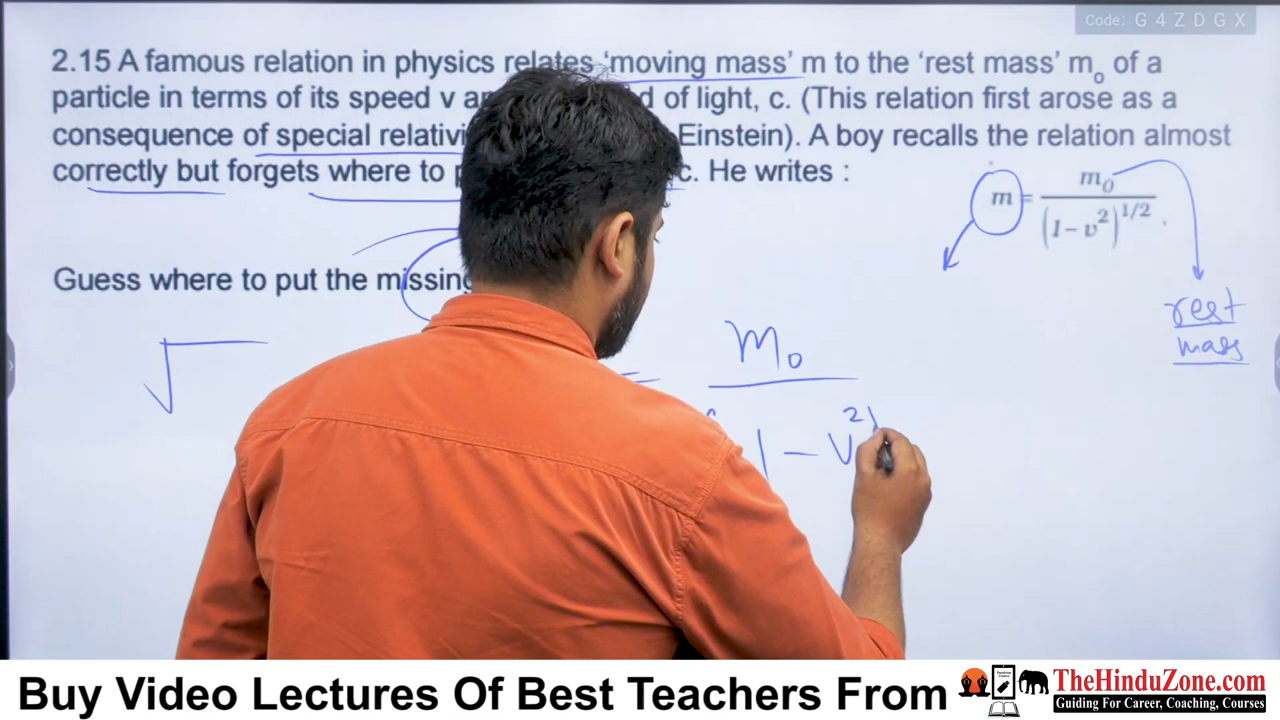 Code: G 4 Z D G X
2.15 A famous relation in physics relates ‘moving mass’ m to the ‘rest mass’ mo of a
particle in terms of its speed v of light, c. (This relation first arose as a
consequence of special Einstein). A boy recalls the relation almost
correctly but forgets where to c. He writes :
m = m0 / (1 – v²)^1/2 .
Guess where to put the missing
rest
mass
√ = m0
1 – v²
Buy Video Lectures Of Best Teachers From
TheHinduZone.com
Guiding For Career, Coaching, Courses